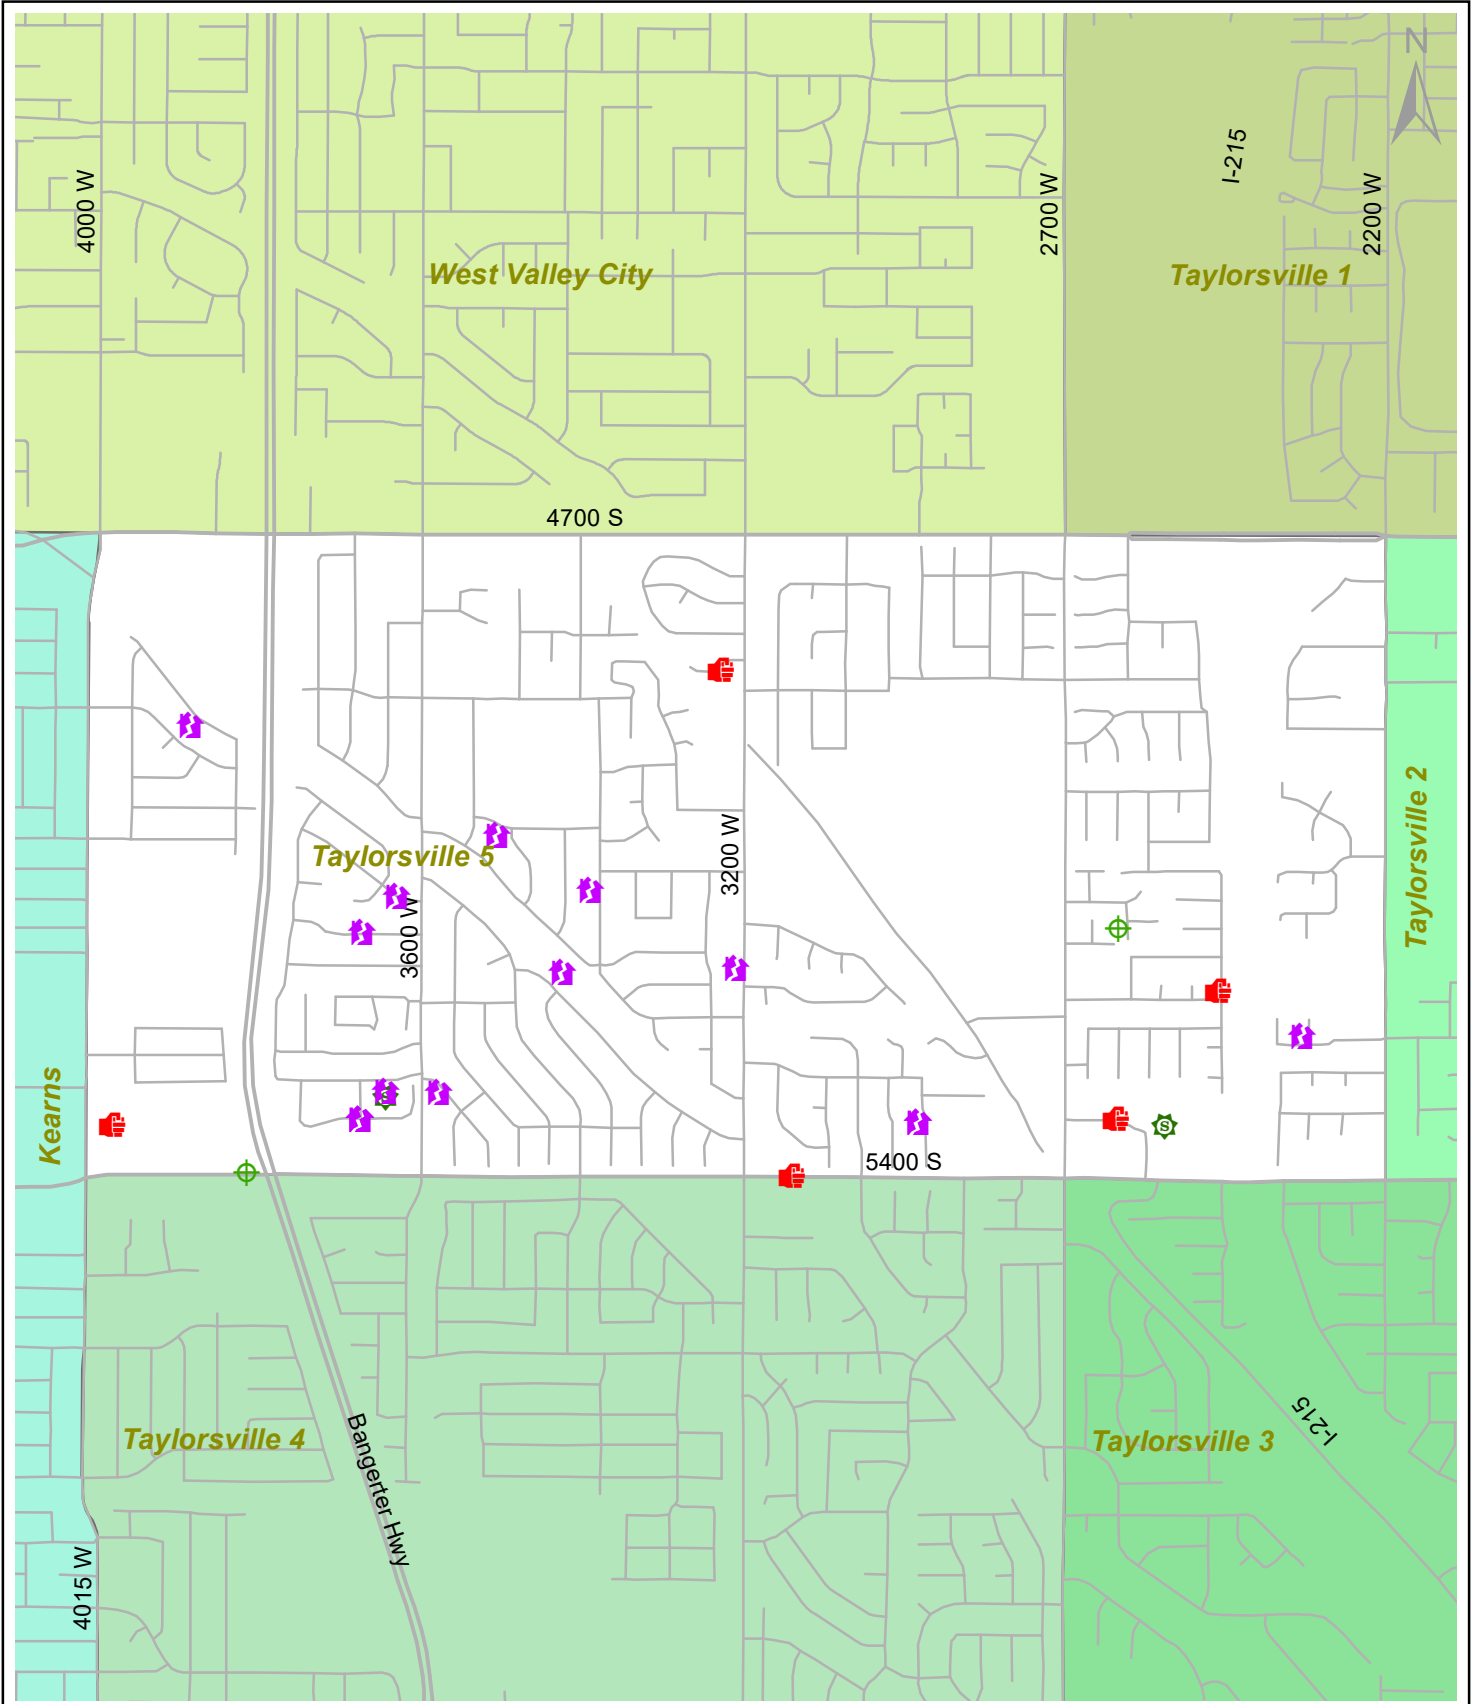 N
I-215
4000 W
2700 W
2200 W
West Valley City
Taylorsville 1
4700 S
Taylorsville 2
3200 W
Taylorsville 5
3600 W
Kearns
S
S
5400 S
Taylorsville 4
Bangerter Hwy
Taylorsville 3
I-215
4015 W